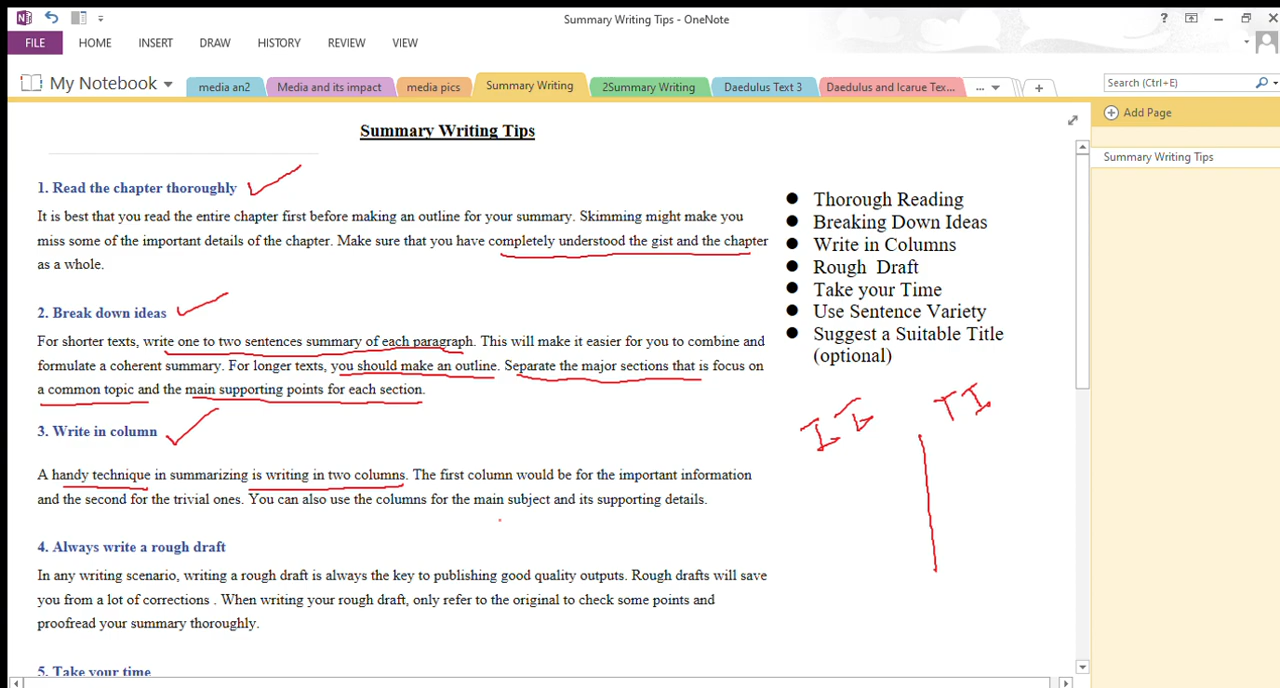 Summary Writing Tips - OneNote
FILE HOME INSERT DRAW HISTORY REVIEW VIEW
My Notebook
media an2
Media and its impact
media pics
Summary Writing
2Summary Writing
Daedulus Text 3
Daedulus and Icarue Tex...
...
Search (Ctrl+E)
Add Page
Summary Writing Tips
Summary Writing Tips
1. Read the chapter thoroughly
It is best that you read the entire chapter first before making an outline for your summary. Skimming might make you
miss some of the important details of the chapter. Make sure that you have completely understood the gist and the chapter
as a whole.
2. Break down ideas
For shorter texts, write one to two sentences summary of each paragraph. This will make it easier for you to combine and
formulate a coherent summary. For longer texts, you should make an outline. Separate the major sections that is focus on
a common topic and the main supporting points for each section.
3. Write in column
A handy technique in summarizing is writing in two columns. The first column would be for the important information
and the second for the trivial ones. You can also use the columns for the main subject and its supporting details.
4. Always write a rough draft
In any writing scenario, writing a rough draft is always the key to publishing good quality outputs. Rough drafts will save
you from a lot of corrections . When writing your rough draft, only refer to the original to check some points and
proofread your summary thoroughly.
5. Take your time
● Thorough Reading
● Breaking Down Ideas
● Write in Columns
● Rough Draft
● Take your Time
● Use Sentence Variety
● Suggest a Suitable Title
(optional)
TI